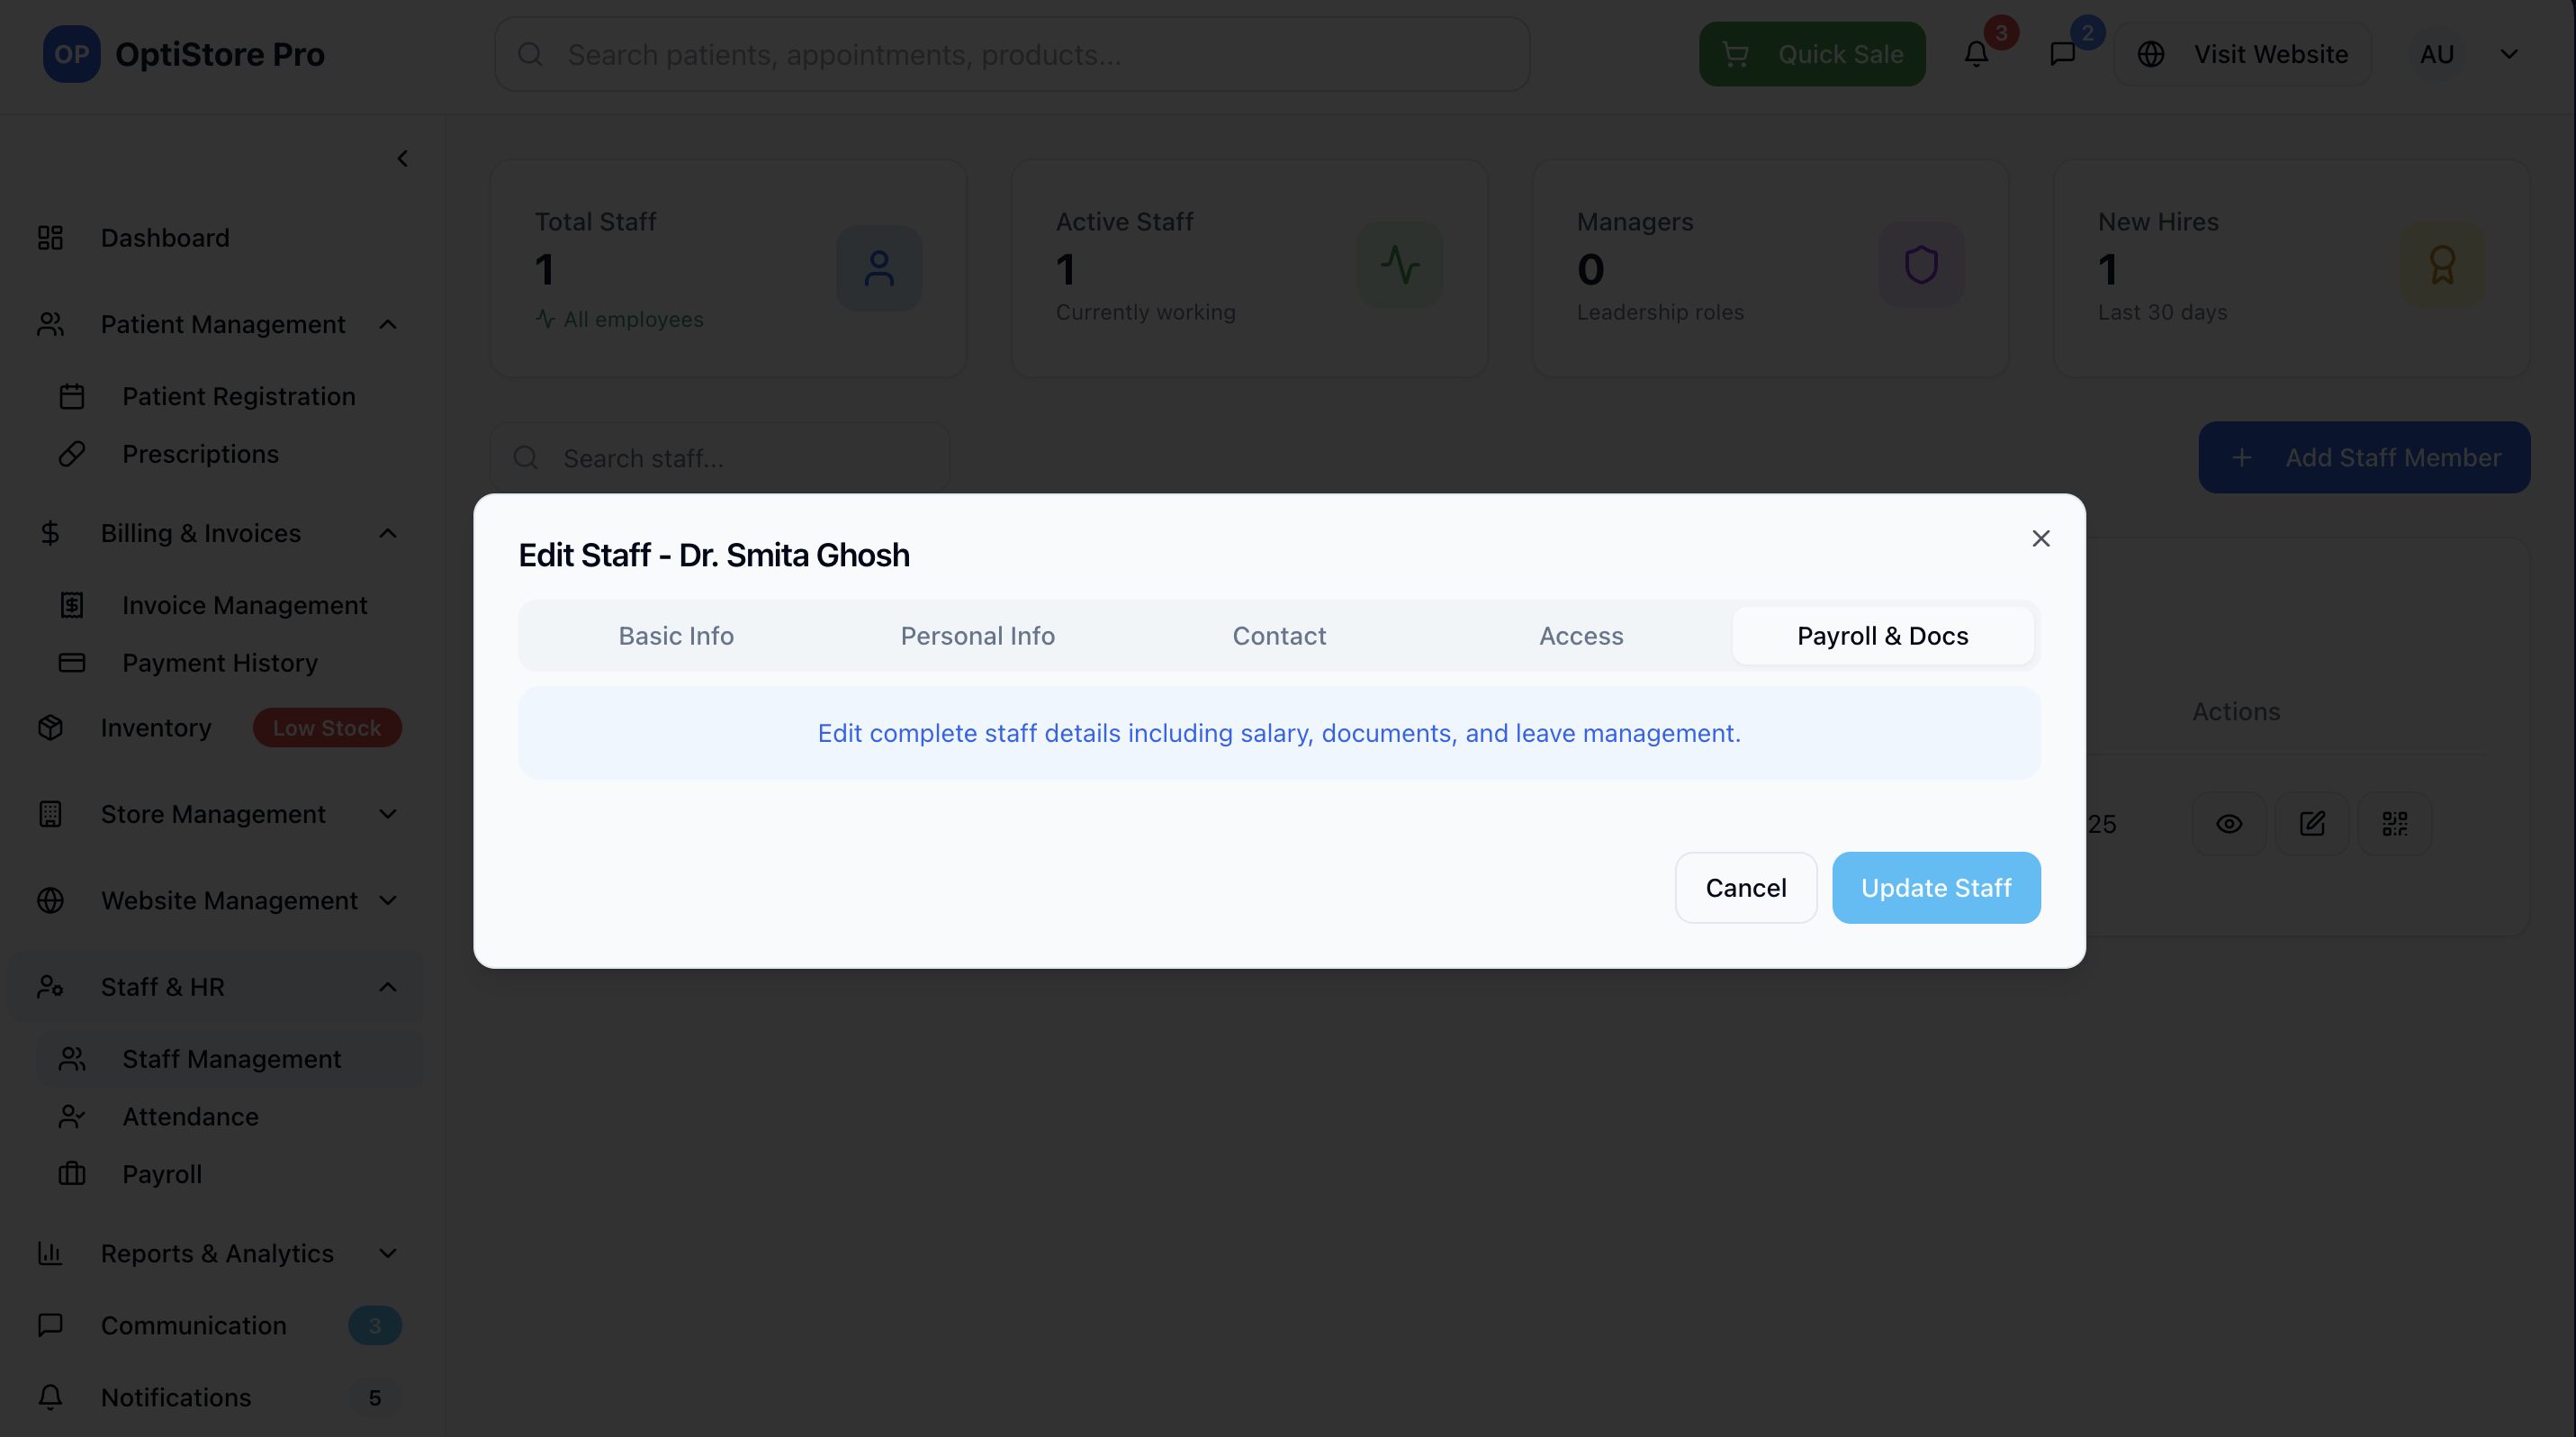 OP OptiStore Pro
Search patients, appointments, products...
Quick Sale
3
2
Visit Website
AU
Dashboard
Patient Management
Patient Registration
Prescriptions
Billing & Invoices
Invoice Management
Payment History
Inventory Low Stock
Store Management
Website Management
Staff & HR
Staff Management
Attendance
Payroll
Reports & Analytics
Communication 3
Notifications 5
Total Staff
1
All employees
Active Staff
1
Currently working
Managers
0
Leadership roles
New Hires
1
Last 30 days
Search staff...
Add Staff Member
Actions
25
Edit Staff - Dr. Smita Ghosh
Basic Info Personal Info Contact Access Payroll & Docs
Edit complete staff details including salary, documents, and leave management.
Cancel Update Staff